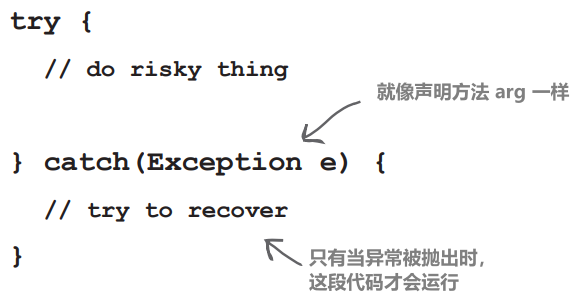 try {
// do risky thing
就像声明方法 arg 一样
} catch(Exception e) {
// try to recover
只有当异常被抛出时，
这段代码才会运行
}